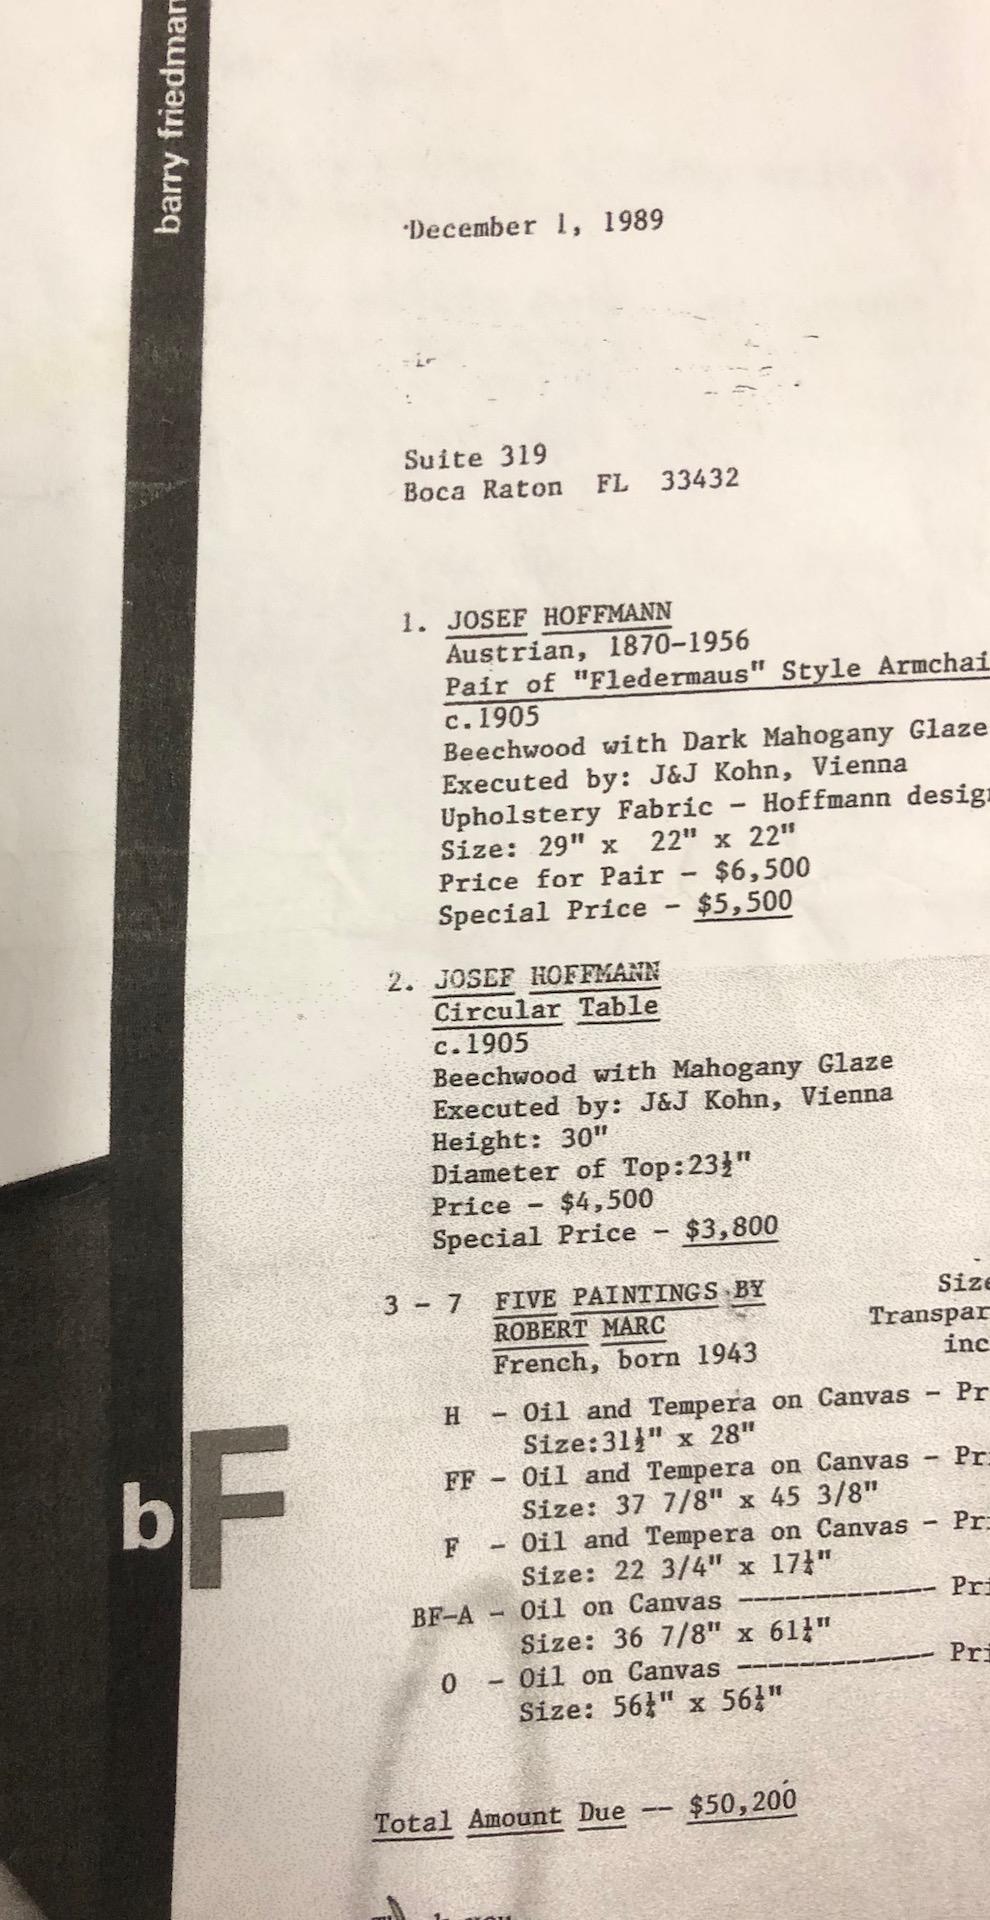 barry friedman
December 1, 1989
Suite 319
Boca Raton FL 33432
1. JOSEF HOFFMANN
Austrian, 1870-1956
Pair of "Fledermaus" Style Armchai
c.1905
Beechwood with Dark Mahogany Glaze
Executed by: J&J Kohn, Vienna
Upholstery Fabric - Hoffmann desig
Size: 29" x 22" x 22"
Price for Pair - $6,500
Special Price - $5,500
2. JOSEF HOFFMANN
Circular Table
c.1905
Beechwood with Mahogany Glaze
Executed by: J&J Kohn, Vienna
Height: 30"
Diameter of Top:23½"
Price - $4,500
Special Price - $3,800
3 - 7 FIVE PAINTINGS BY
ROBERT MARC
French, born 1943
Size
Transpar
inc
H - Oil and Tempera on Canvas - Pr
Size:31½" x 28"
FF - Oil and Tempera on Canvas - Pr
Size: 37 7/8" x 45 3/8"
F - Oil and Tempera on Canvas - Pri
Size: 22 3/4" x 17¼"
BF-A - Oil on Canvas ------------ Pri
Size: 36 7/8" x 61¼"
O - Oil on Canvas ------------ Pri
Size: 56¼" x 56¼"
bF
Total Amount Due -- $50,200